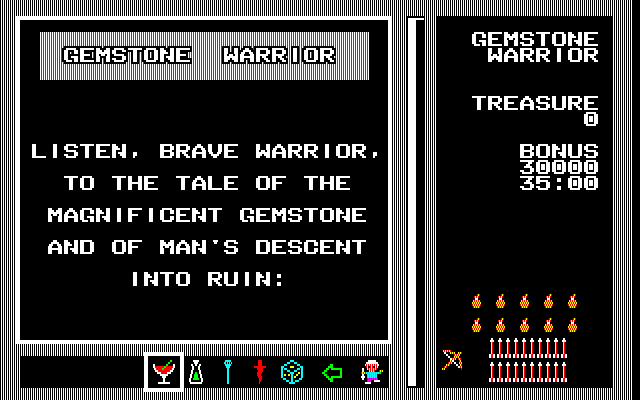 GEMSTONE WARRIOR
LISTEN, BRAVE WARRIOR,
TO THE TALE OF THE
MAGNIFICENT GEMSTONE
AND OF MAN'S DESCENT
INTO RUIN:
GEMSTONE
WARRIOR
TREASURE
0
BONUS
30000
35:00